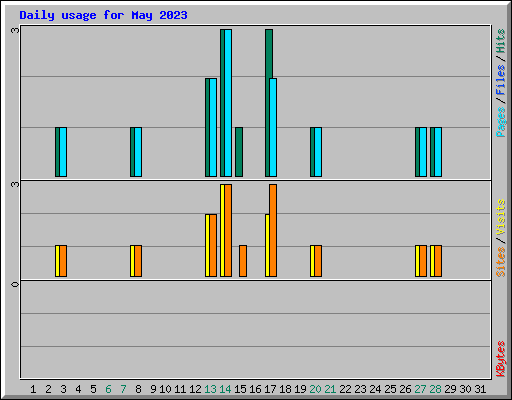 Daily usage for May 2023
3
Pages / Files / Hits
3
Sites / Visits
0
KBytes
1 2 3 4 5 6 7 8 9 10 11 12 13 14 15 16 17 18 19 20 21 22 23 24 25 26 27 28 29 30 31